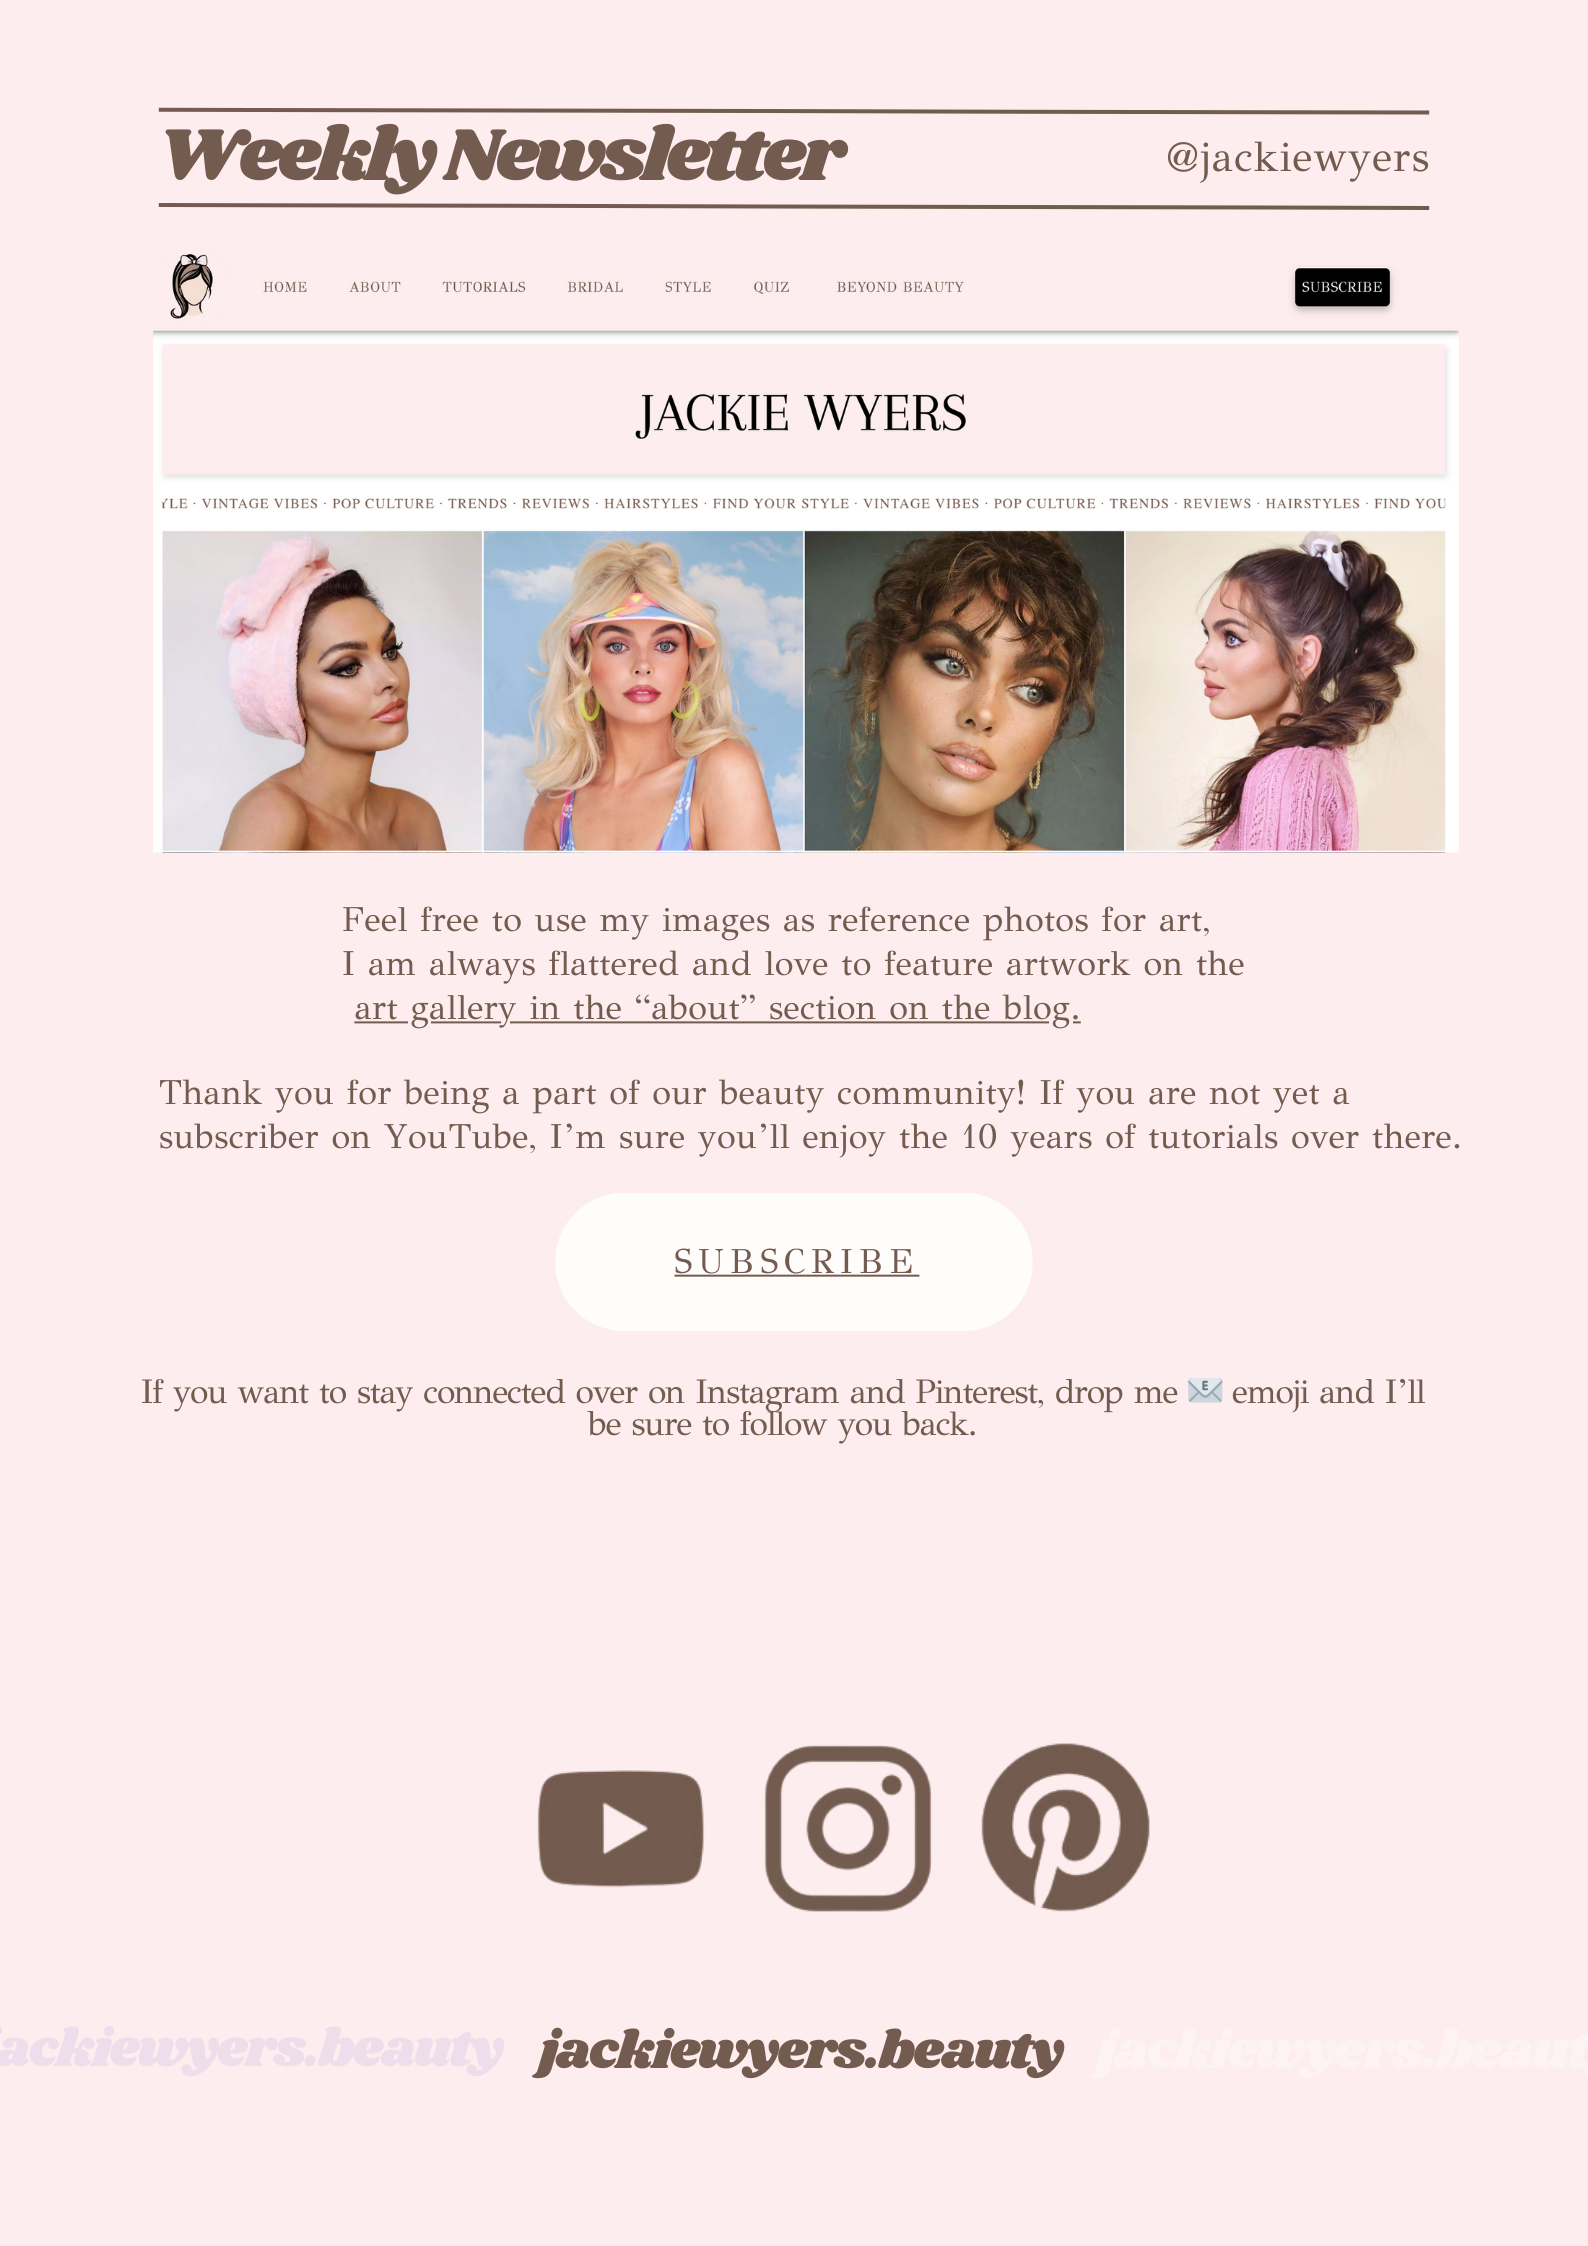 Weekly Newsletter
@jackiewyers
HOME ABOUT TUTORIALS BRIDAL STYLE QUIZ BEYOND BEAUTY SUBSCRIBE
JACKIE WYERS
YLE · VINTAGE VIBES · POP CULTURE · TRENDS · REVIEWS · HAIRSTYLES · FIND YOUR STYLE · VINTAGE VIBES · POP CULTURE · TRENDS · REVIEWS · HAIRSTYLES · FIND YOU
Feel free to use my images as reference photos for art,
I am always flattered and love to feature artwork on the
art gallery in the “about” section on the blog.
Thank you for being a part of our beauty community! If you are not yet a
subscriber on YouTube, I’m sure you’ll enjoy the 10 years of tutorials over there.
SUBSCRIBE
If you want to stay connected over on Instagram and Pinterest, drop me 📧 emoji and I’ll
be sure to follow you back.
jackiewyers.beauty jackiewyers.beauty jackiewyers.beaut